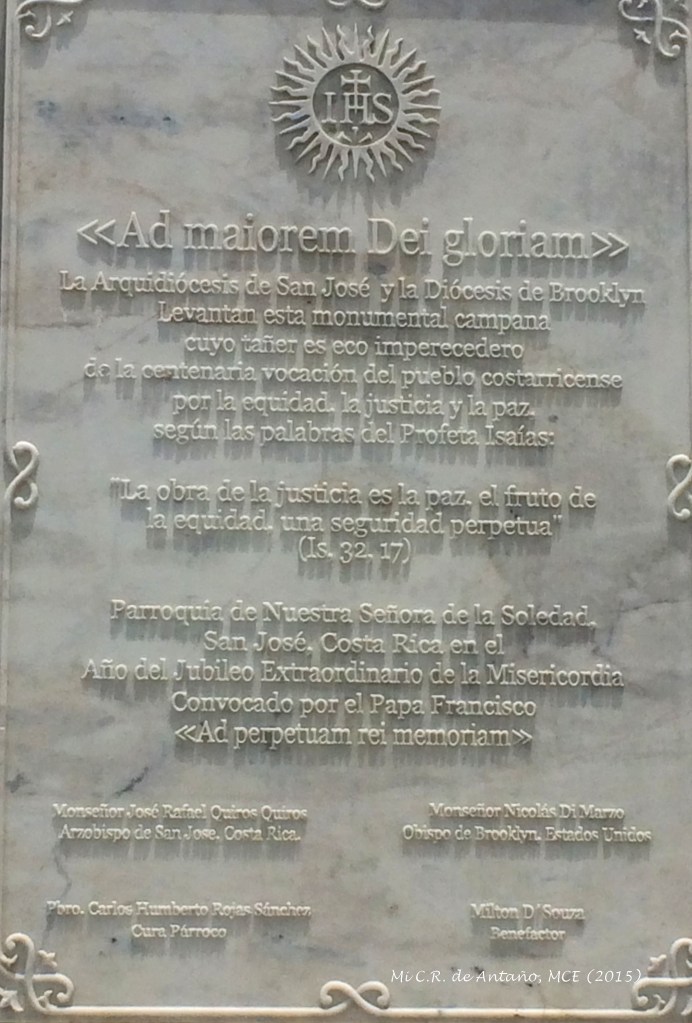 IHS
«Ad maiorem Dei gloriam»
La Arquidiócesis de San José y la Diócesis de Brooklyn
Levantan esta monumental campana
cuyo tañer es eco imperecedero
de la centenaria vocación del pueblo costarricense
por la equidad, la justicia y la paz,
según las palabras del Profeta Isaías:
"La obra de la justicia es la paz, el fruto de
la equidad, una seguridad perpetua"
(Is. 32, 17)
Parroquia de Nuestra Señora de la Soledad,
San José, Costa Rica en el
Año del Jubileo Extraordinario de la Misericordia
Convocado por el Papa Francisco
«Ad perpetuam rei memoriam»
Monseñor José Rafael Quiros Quiros
Arzobispo de San Jose, Costa Rica.
Monseñor Nicolás Di Marzo
Obispo de Brooklyn, Estados Unidos
Pbro. Carlos Humberto Rojas Sánchez
Cura Párroco
Milton D´Souza
Benefactor
Mi C.R. de Antaño, MCE (2015)